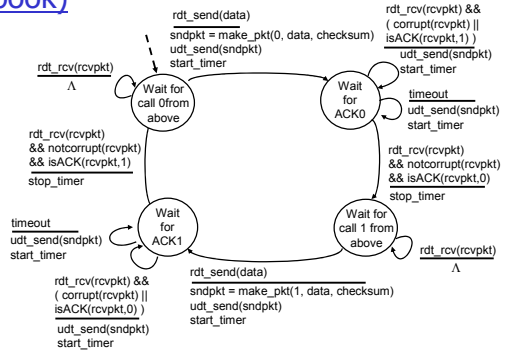 book)
rdt_send(data)
sndpkt = make_pkt(0, data, checksum)
udt_send(sndpkt)
start_timer
rdt_rcv(rcvpkt) &&
( corrupt(rcvpkt) ||
isACK(rcvpkt,1) )
udt_send(sndpkt)
start_timer
rdt_rcv(rcvpkt)
Λ
Wait for
call 0from
above
Wait
for
ACK0
timeout
udt_send(sndpkt)
start_timer
rdt_rcv(rcvpkt)
&& notcorrupt(rcvpkt)
&& isACK(rcvpkt,1)
stop_timer
rdt_rcv(rcvpkt)
&& notcorrupt(rcvpkt)
&& isACK(rcvpkt,0)
stop_timer
timeout
udt_send(sndpkt)
start_timer
Wait
for
ACK1
Wait for
call 1 from
above
rdt_rcv(rcvpkt)
Λ
rdt_rcv(rcvpkt) &&
( corrupt(rcvpkt) ||
isACK(rcvpkt,0) )
udt_send(sndpkt)
start_timer
rdt_send(data)
sndpkt = make_pkt(1, data, checksum)
udt_send(sndpkt)
start_timer